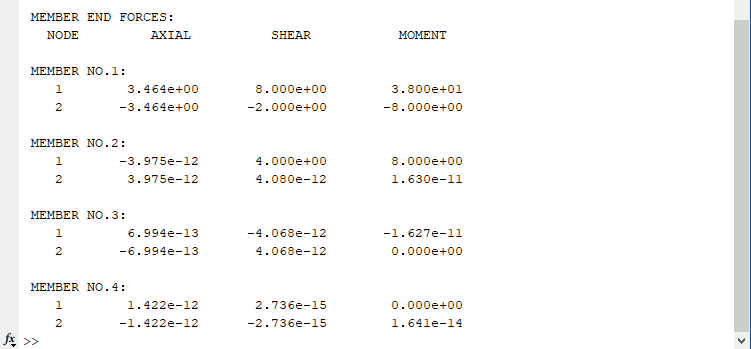 MEMBER END FORCES:
NODE AXIAL SHEAR MOMENT
MEMBER NO.1:
1 3.464e+00 8.000e+00 3.800e+01
2 -3.464e+00 -2.000e+00 -8.000e+00
MEMBER NO.2:
1 -3.975e-12 4.000e+00 8.000e+00
2 3.975e-12 4.080e-12 1.630e-11
MEMBER NO.3:
1 6.994e-13 -4.068e-12 -1.627e-11
2 -6.994e-13 4.068e-12 0.000e+00
MEMBER NO.4:
1 1.422e-12 2.736e-15 0.000e+00
2 -1.422e-12 -2.736e-15 1.641e-14
fx >>